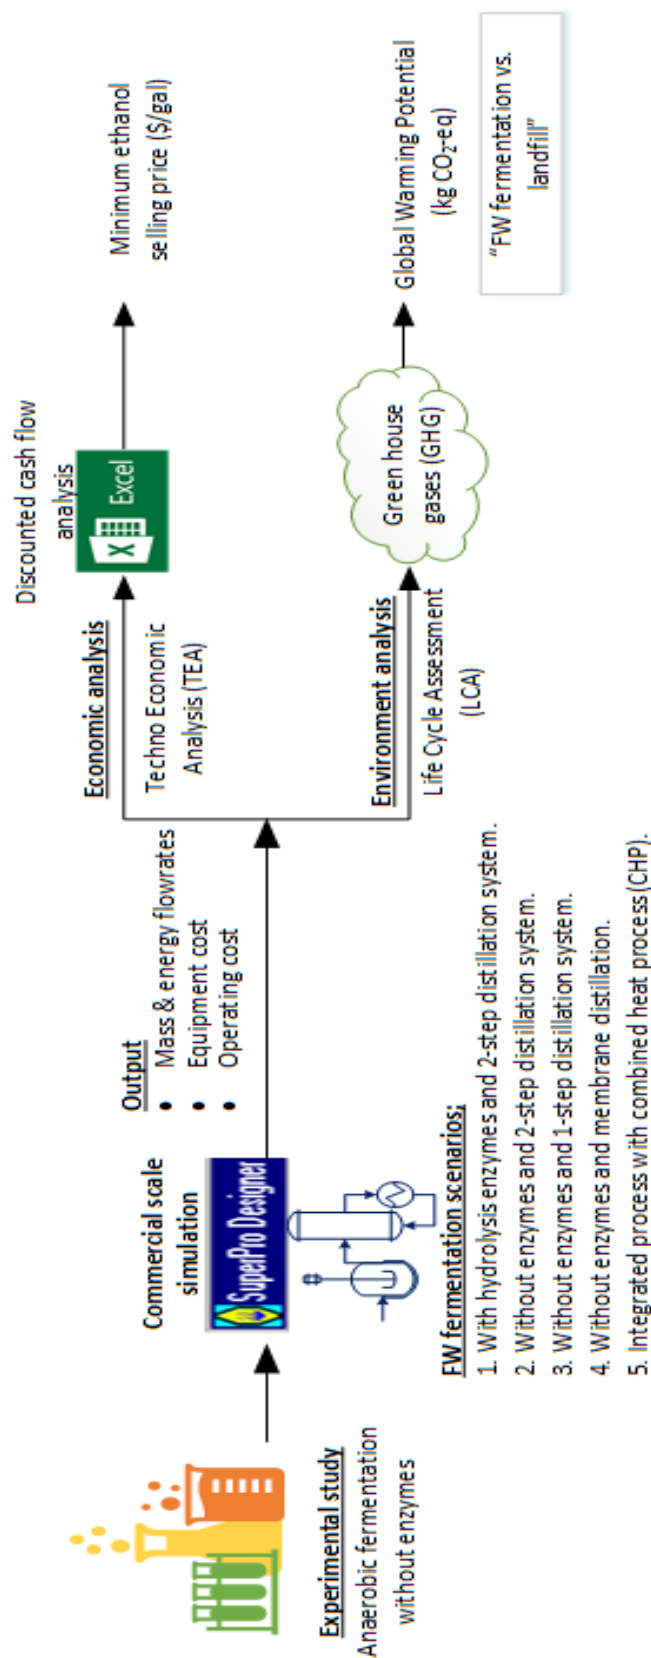 Experimental study
Anaerobic fermentation
without enzymes
Commercial scale
simulation
SuperPro Designer
FW fermentation scenarios;
1. With hydrolysis enzymes and 2-step distillation system.
2. Without enzymes and 2-step distillation system.
3. Without enzymes and 1-step distillation system.
4. Without enzymes and membrane distillation.
5. Integrated process with combined heat process (CHP).
Output
• Mass & energy flowrates
• Equipment cost
• Operating cost
Economic analysis
Techno Economic
Analysis (TEA)
Discounted cash flow
analysis
X
Excel
Minimum ethanol
selling price ($/gal)
Environment analysis
Life Cycle Assessment
(LCA)
Green house
gases (GHG)
Global Warming Potential
(kg CO₂-eq)
“FW fermentation vs.
landfill”